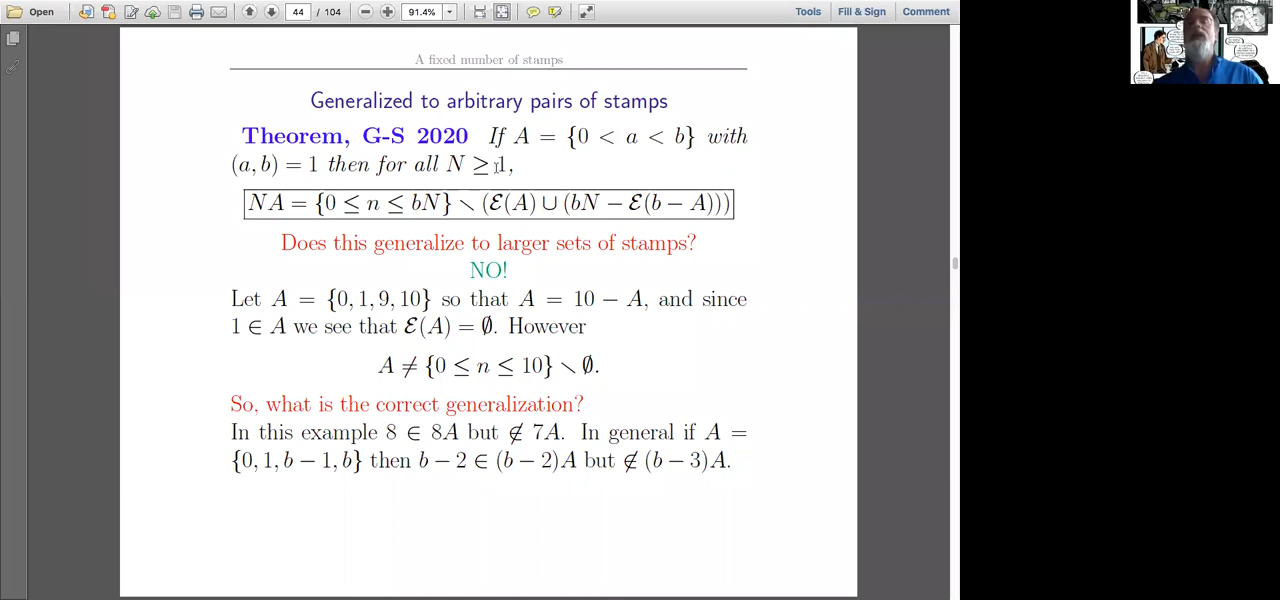 Open
44 / 104
91.4%
Tools
Fill & Sign
Comment
A fixed number of stamps
Generalized to arbitrary pairs of stamps
Theorem, G-S 2020 If A = {0 < a < b} with
(a, b) = 1 then for all N ≥ 1,
NA = {0 ≤ n ≤ bN} ∖ (ℰ(A) ∪ (bN − ℰ(b − A)))
Does this generalize to larger sets of stamps?
NO!
Let A = {0, 1, 9, 10} so that A = 10 − A, and since
1 ∈ A we see that ℰ(A) = ∅. However
A ≠ {0 ≤ n ≤ 10} ∖ ∅.
So, what is the correct generalization?
In this example 8 ∈ 8A but ∉ 7A. In general if A =
{0, 1, b − 1, b} then b − 2 ∈ (b − 2)A but ∉ (b − 3)A.